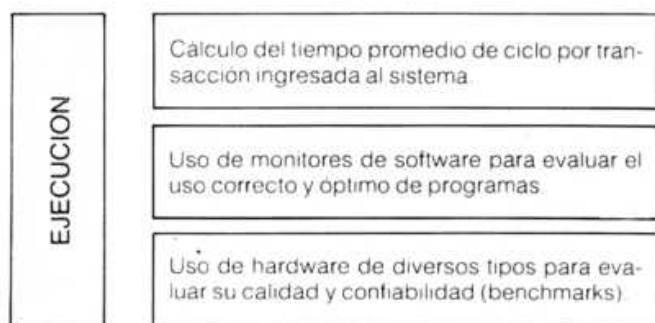 EJECUCION
Cálculo del tiempo promedio de ciclo por tran-
sacción ingresada al sistema.
Uso de monitores de software para evaluar el
uso correcto y óptimo de programas.
Uso de hardware de diversos tipos para eva-
luar su calidad y confiabilidad (benchmarks).